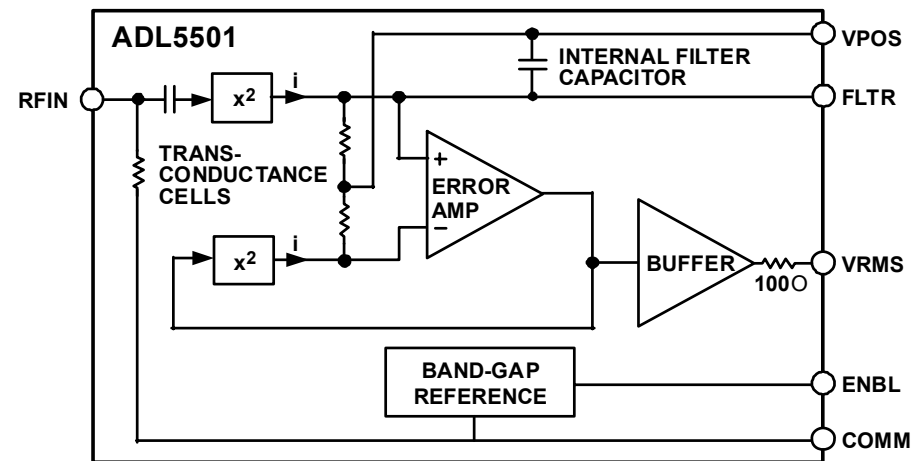 ADL5501
VPOS
INTERNAL FILTER
CAPACITOR
RFIN
x²
i
FLTR
TRANS-
CONDUCTANCE
CELLS
+
ERROR
AMP
–
x²
i
BUFFER
100Ο
VRMS
BAND-GAP
REFERENCE
ENBL
COMM